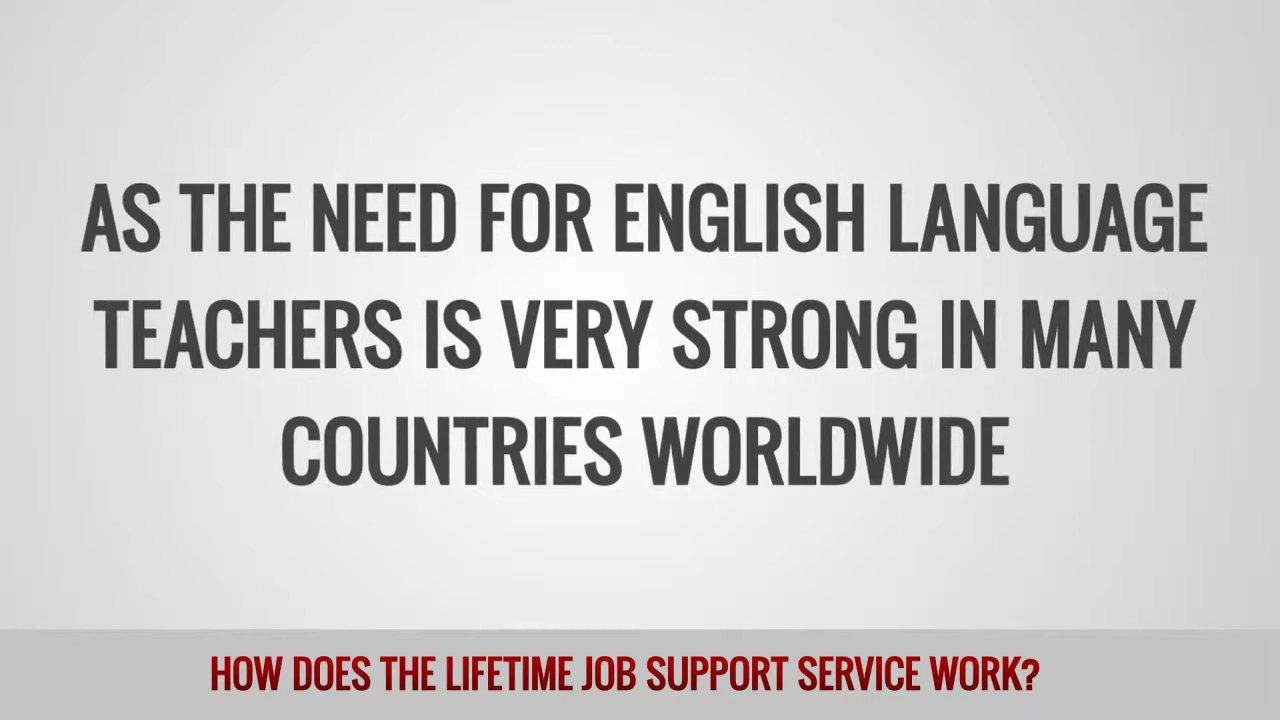 AS THE NEED FOR ENGLISH LANGUAGE
TEACHERS IS VERY STRONG IN MANY
COUNTRIES WORLDWIDE
HOW DOES THE LIFETIME JOB SUPPORT SERVICE WORK?